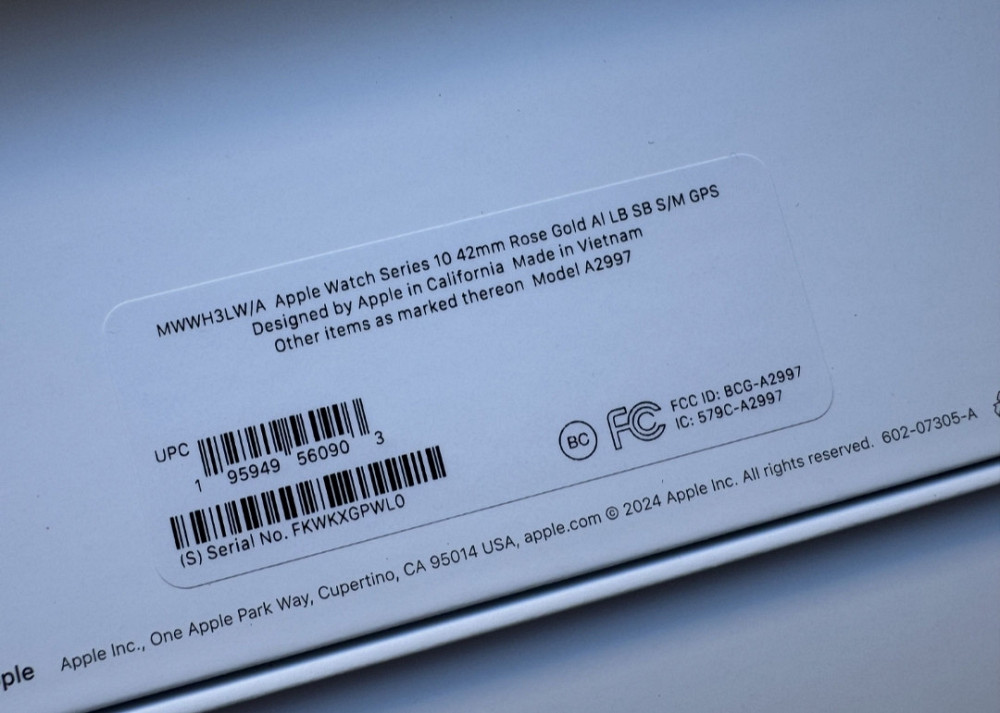 MWWH3LW/A Apple Watch Series 10 42mm Rose Gold Al LB SB S/M GPS
Designed by Apple in California Made in Vietnam
Other items as marked thereon Model A2997
UPC
1 95949 56090 3
(S) Serial No. FKWKXGPWL0
BC FC FCC ID: BCG-A2997
IC: 579C-A2997
Apple Inc., One Apple Park Way, Cupertino, CA 95014 USA, apple.com © 2024 Apple Inc. All rights reserved. 602-07305-A